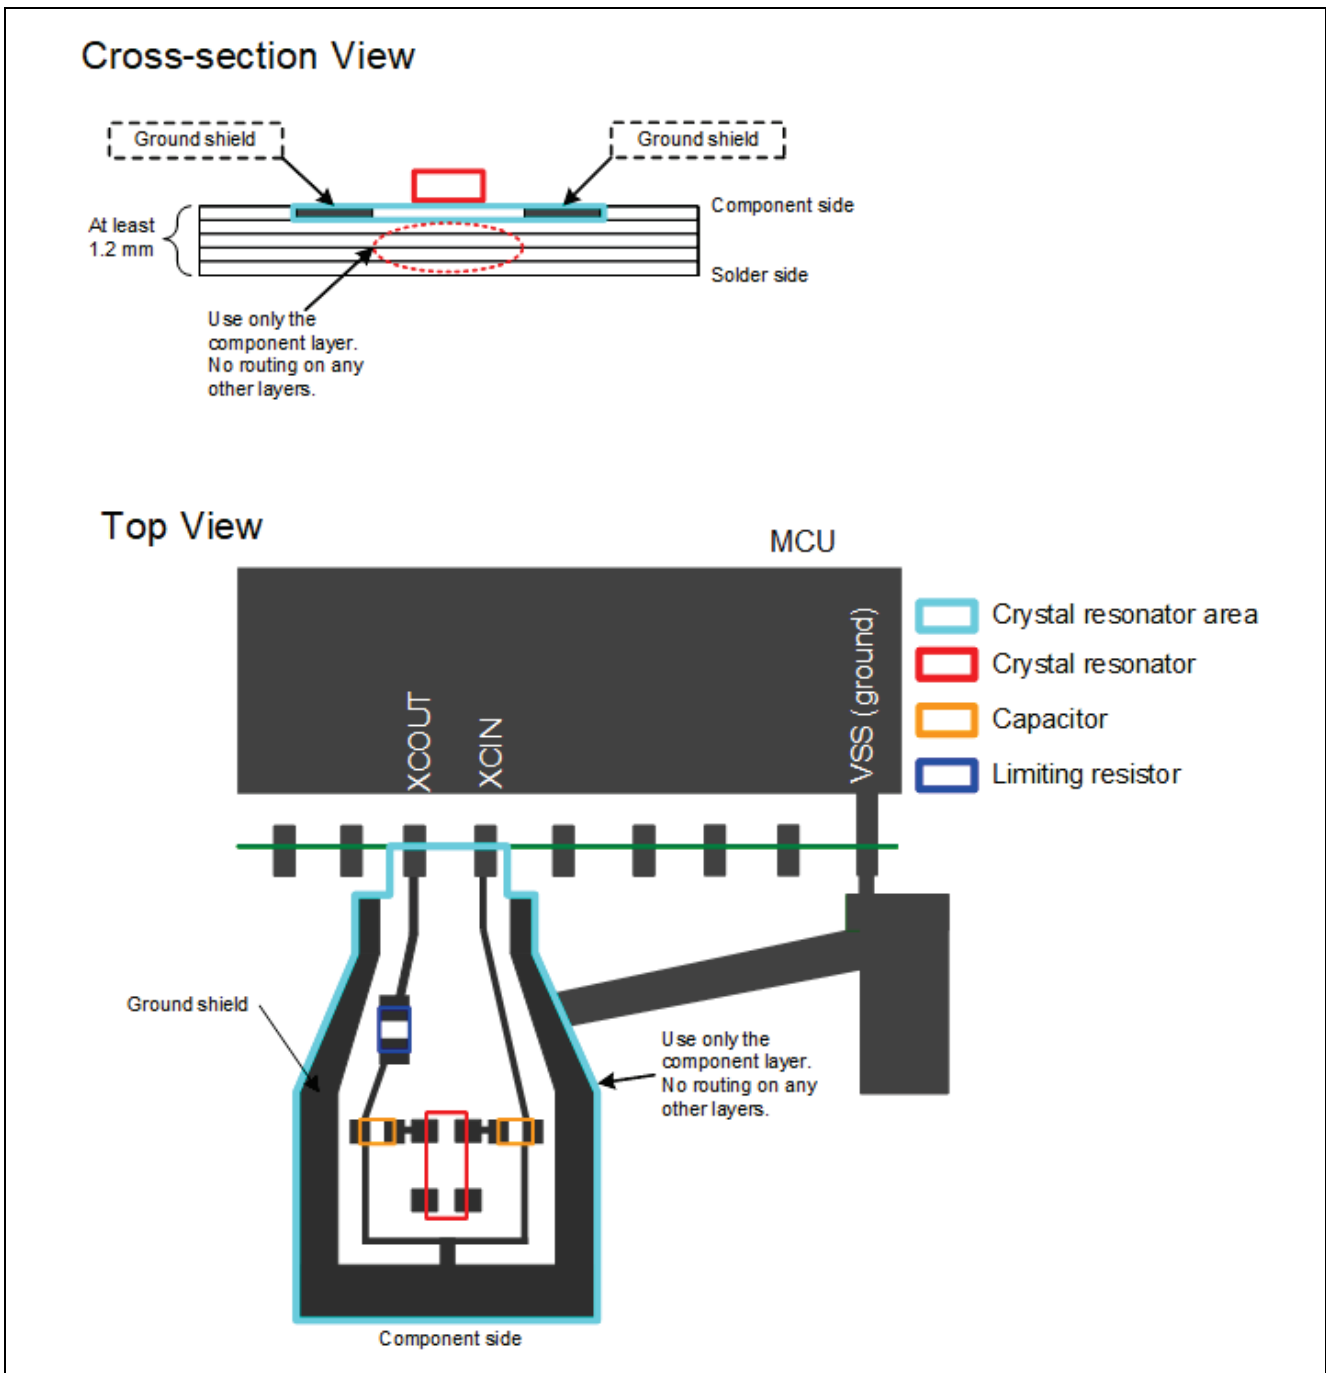 Cross-section View
Ground shield
Ground shield
At least
1.2 mm
Component side
Solder side
Use only the
component layer.
No routing on any
other layers.
Top View
MCU
XCOUT
XCIN
VSS (ground)
Crystal resonator area
Crystal resonator
Capacitor
Limiting resistor
Ground shield
Use only the
component layer.
No routing on any
other layers.
Component side